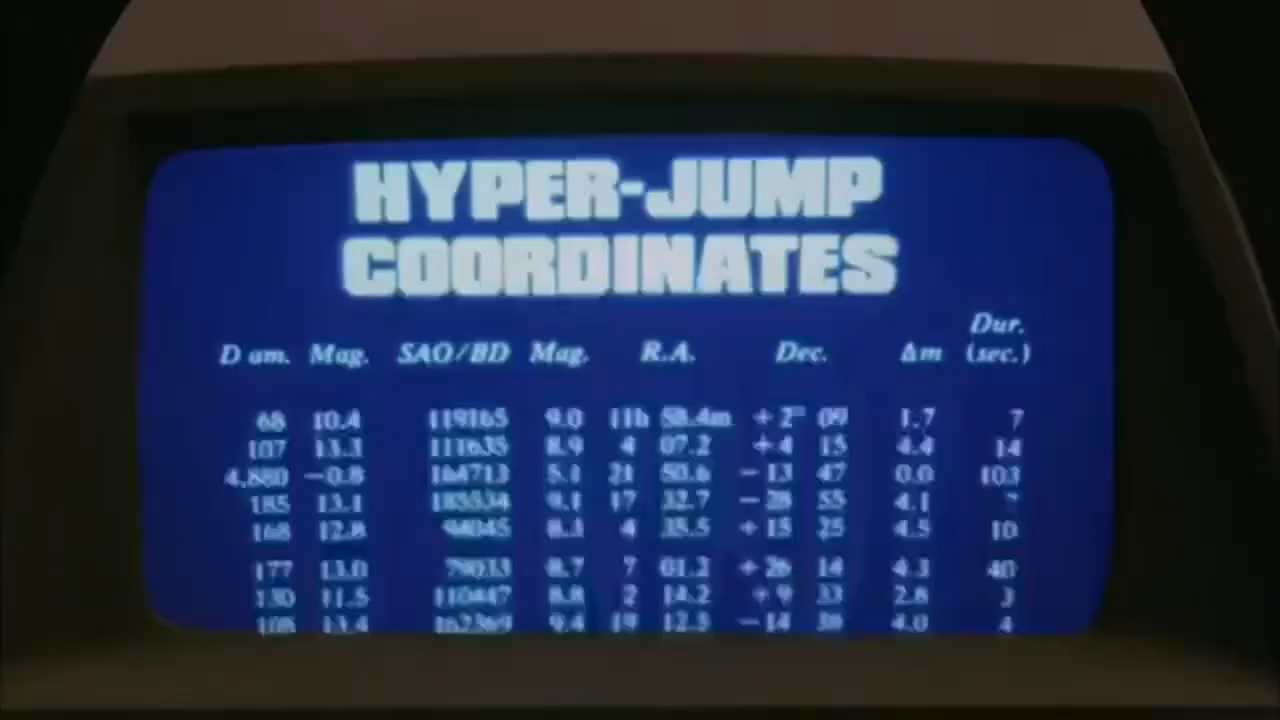 HYPER-JUMP
COORDINATES
Dur.
Dam. Mag. SAO/BD Mag. R.A. Dec. Δm (sec.)
68 10.4 119165 9.0 11h 58.4m +2° 09 1.7 7
107 13.3 111635 8.9 4 07.2 +4 15 4.4 14
4,880 −0.8 164713 5.1 21 50.6 −13 47 0.0 103
185 13.1 185534 9.1 17 32.7 −28 55 4.1
168 12.8 94045 8.3 4 35.5 +15 25 4.5 10
177 13.0 79033 8.7 7 01.2 +26 14 4.3 40
130 11.5 110447 8.8 2 14.2 +9 33 2.8 3
108 13.4 162369 9.4 19 12.5 −14 4.0 4